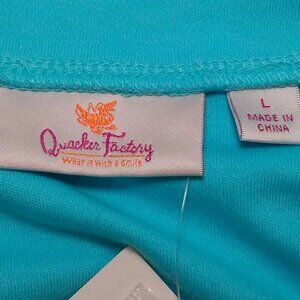 Quacker Factory
Wear it with a smile
L
MADE IN
CHINA